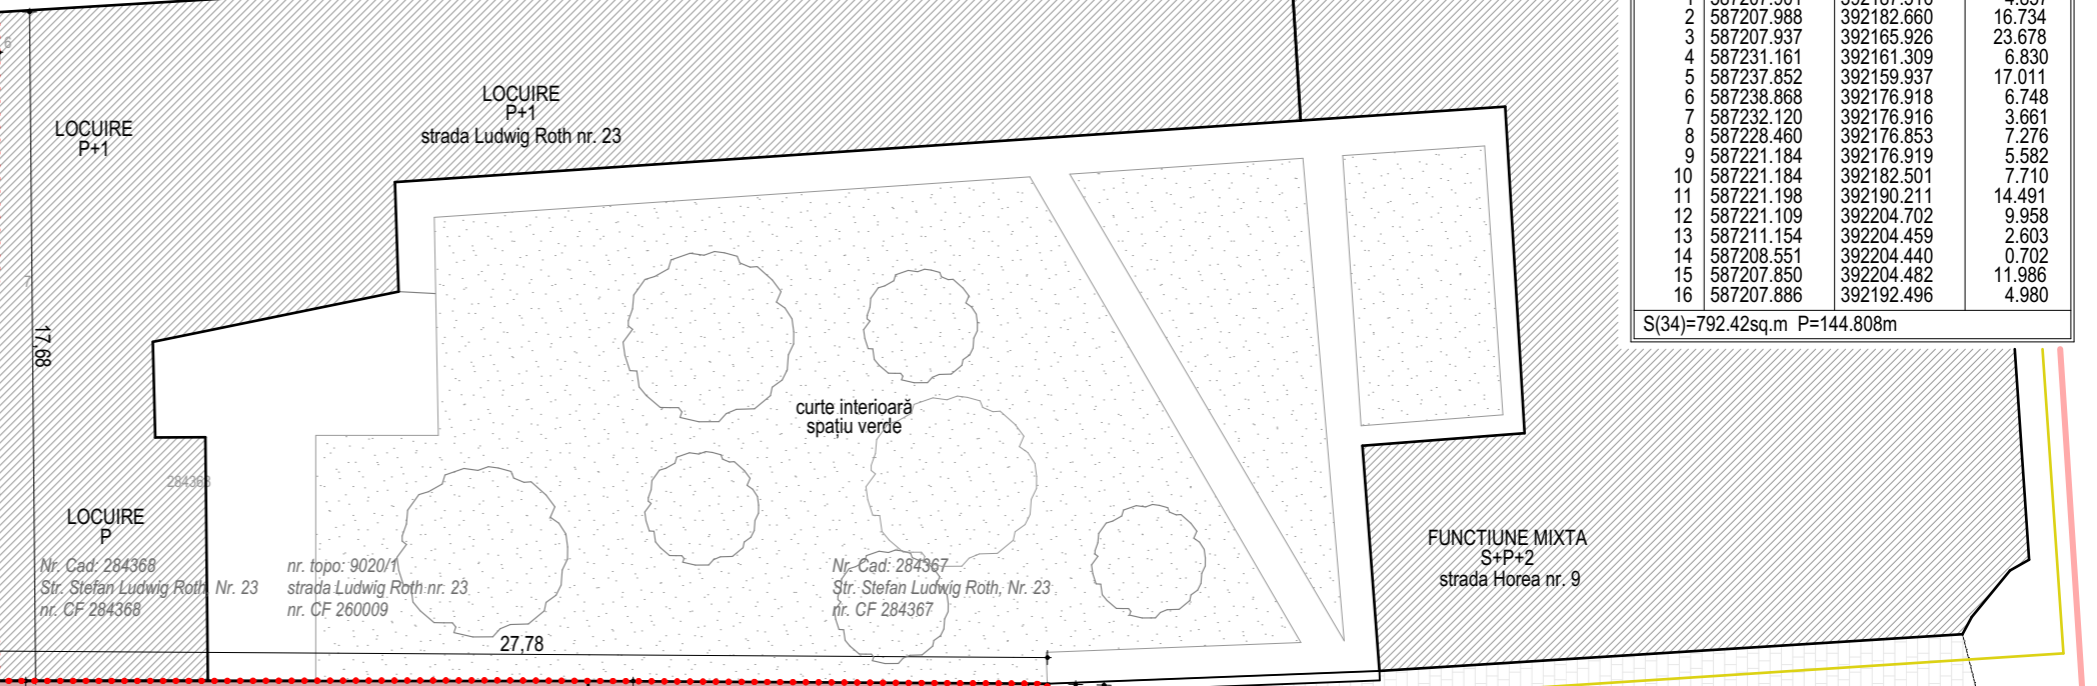 6
LOCUIRE
P+1
LOCUIRE
P+1
strada Ludwig Roth nr. 23
7
17,68
curte interioară
spațiu verde
284368
LOCUIRE
P
Nr. Cad: 284368
Str. Stefan Ludwig Roth, Nr. 23
nr. CF 284368
nr. topo: 9020/1
strada Ludwig Roth nr. 23
nr. CF 260009
Nr. Cad: 284367
Str. Stefan Ludwig Roth, Nr. 23
nr. CF 284367
27,78
FUNCTIUNE MIXTA
S+P+2
strada Horea nr. 9
2 587207.988 392182.660 16.734
3 587207.937 392165.926 23.678
4 587231.161 392161.309 6.830
5 587237.852 392159.937 17.011
6 587238.868 392176.918 6.748
7 587232.120 392176.916 3.661
8 587228.460 392176.853 7.276
9 587221.184 392176.919 5.582
10 587221.184 392182.501 7.710
11 587221.198 392190.211 14.491
12 587221.109 392204.702 9.958
13 587211.154 392204.459 2.603
14 587208.551 392204.440 0.702
15 587207.850 392204.482 11.986
16 587207.886 392192.496 4.980
S(34)=792.42sq.m P=144.808m